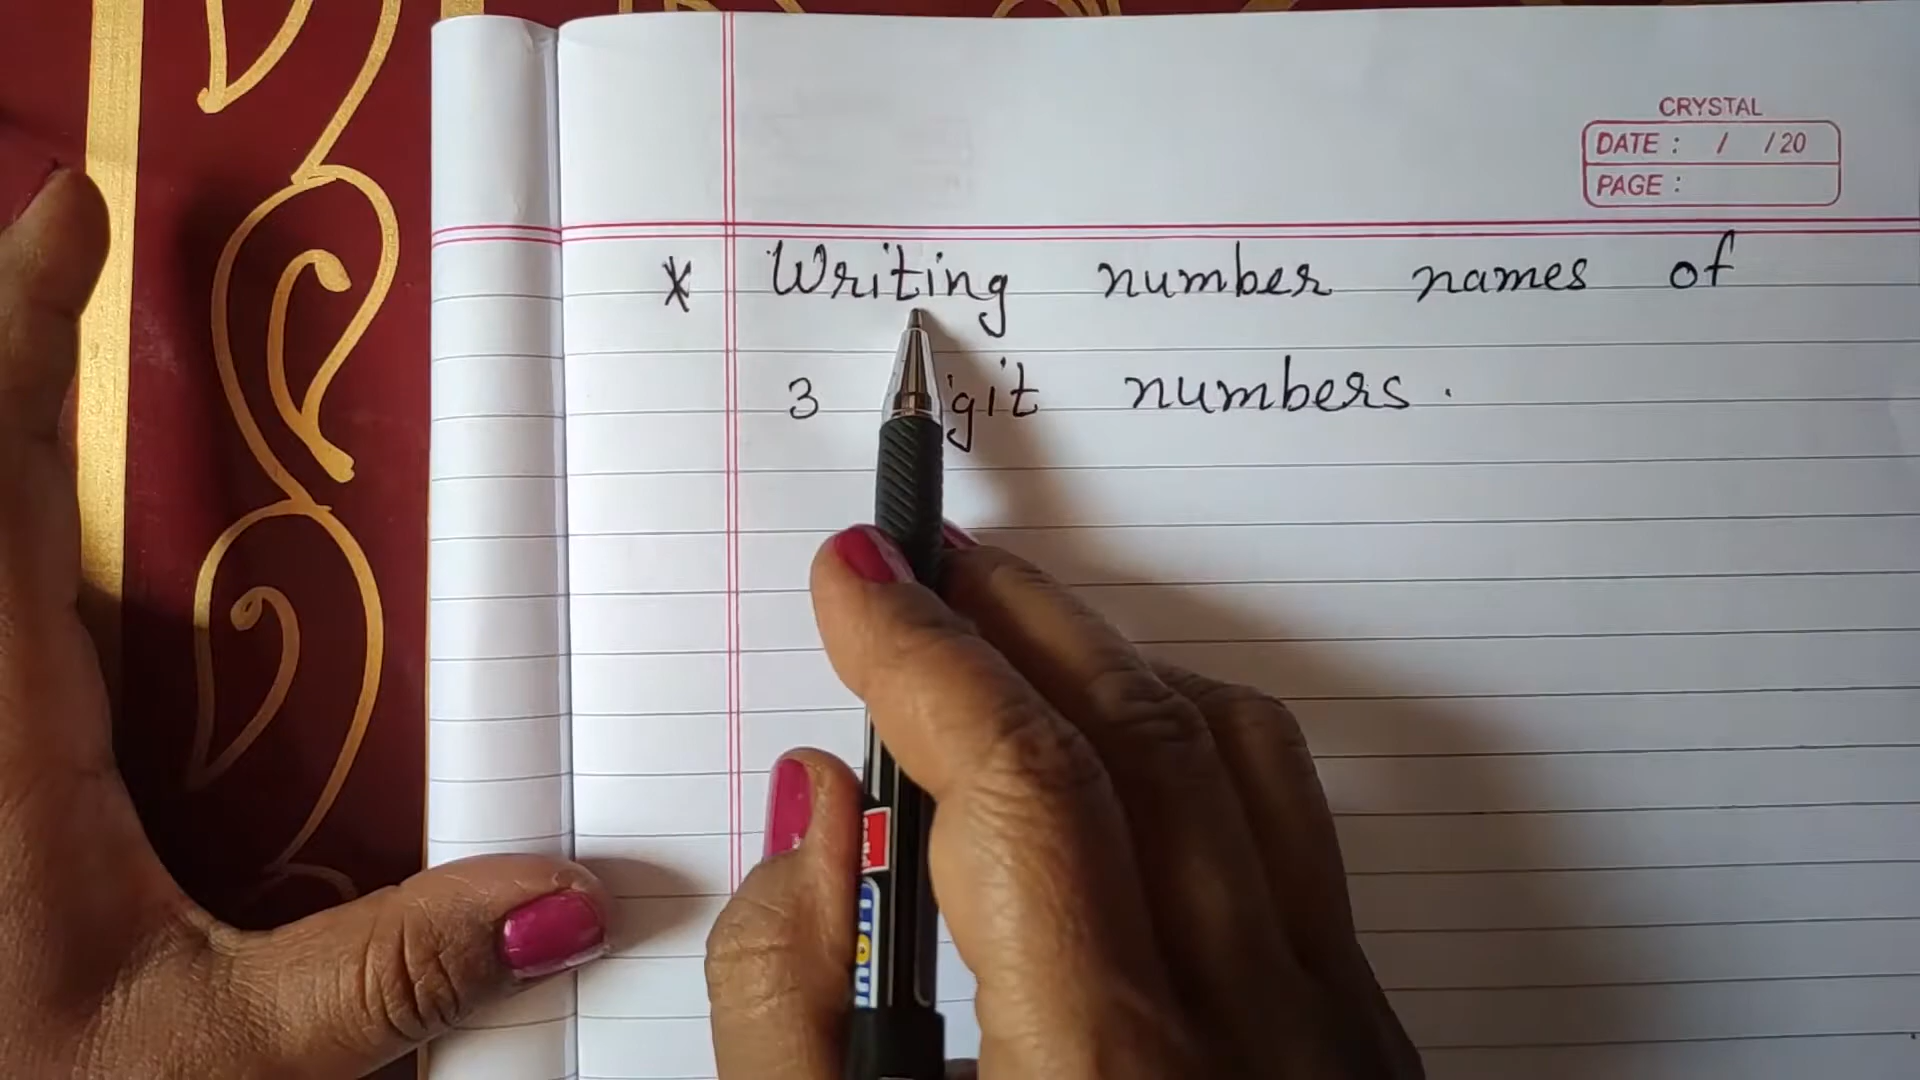 CRYSTAL
DATE : / /20
PAGE :
* Writing number names of
3 numbers.